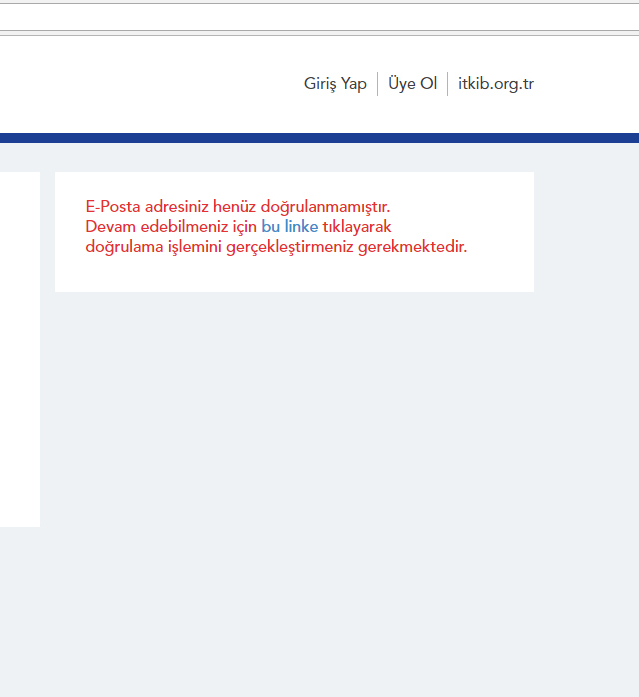 Giriş Yap Üye Ol itkib.org.tr
E-Posta adresiniz henüz doğrulanmamıştır.
Devam edebilmeniz için bu linke tıklayarak
doğrulama işlemini gerçekleştirmeniz gerekmektedir.